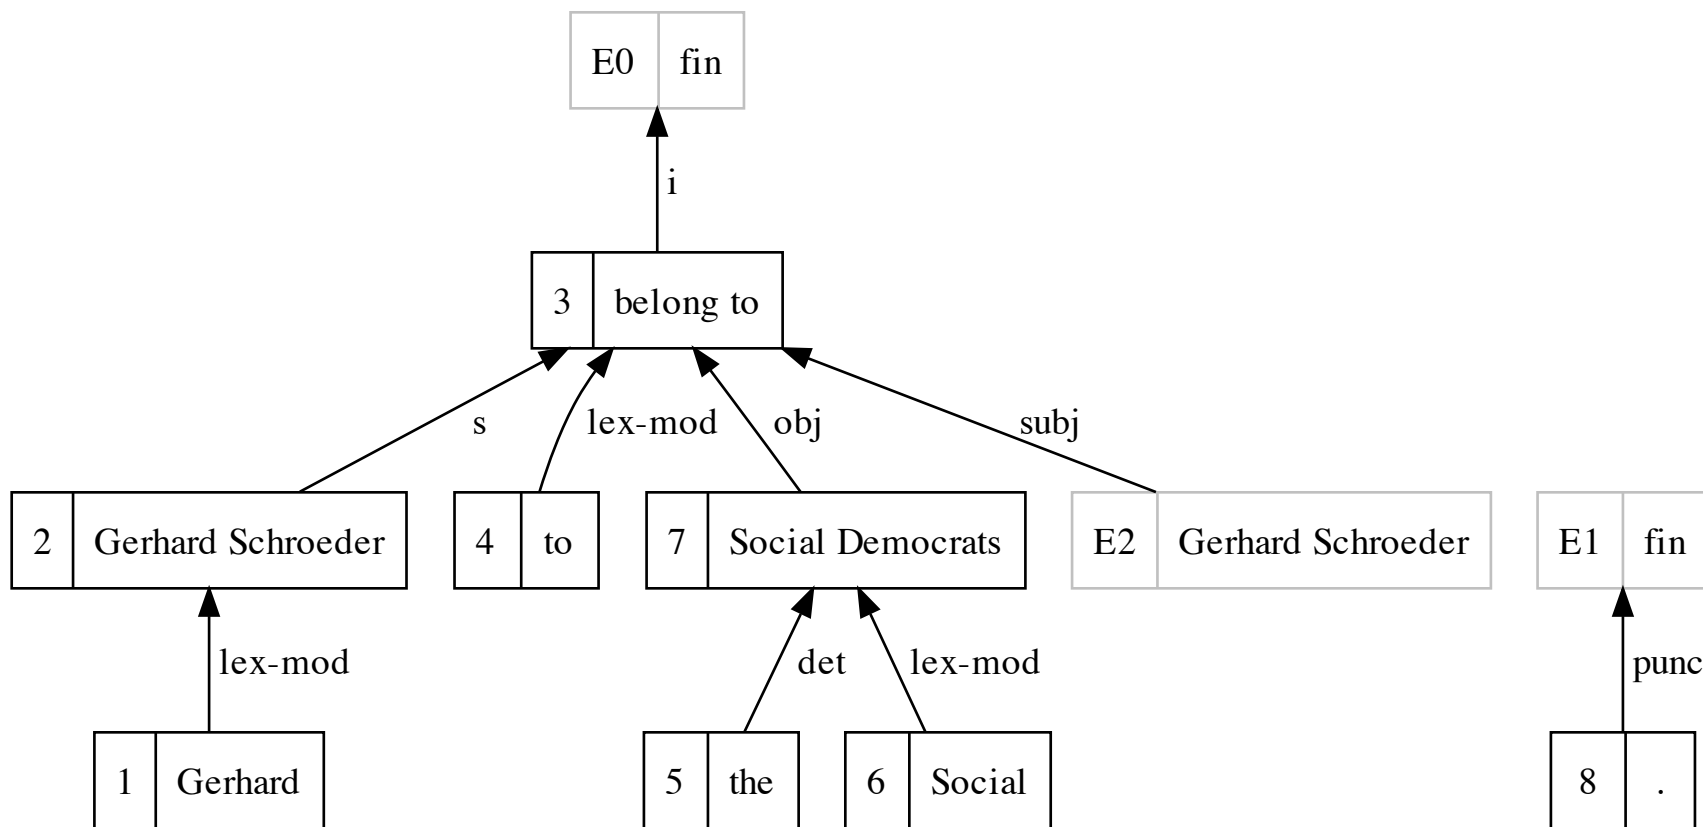 E0 fin
i
3 belong to
s lex-mod obj subj
2 Gerhard Schroeder 4 to 7 Social Democrats E2 Gerhard Schroeder E1 fin
lex-mod det lex-mod punc
1 Gerhard 5 the 6 Social 8 .